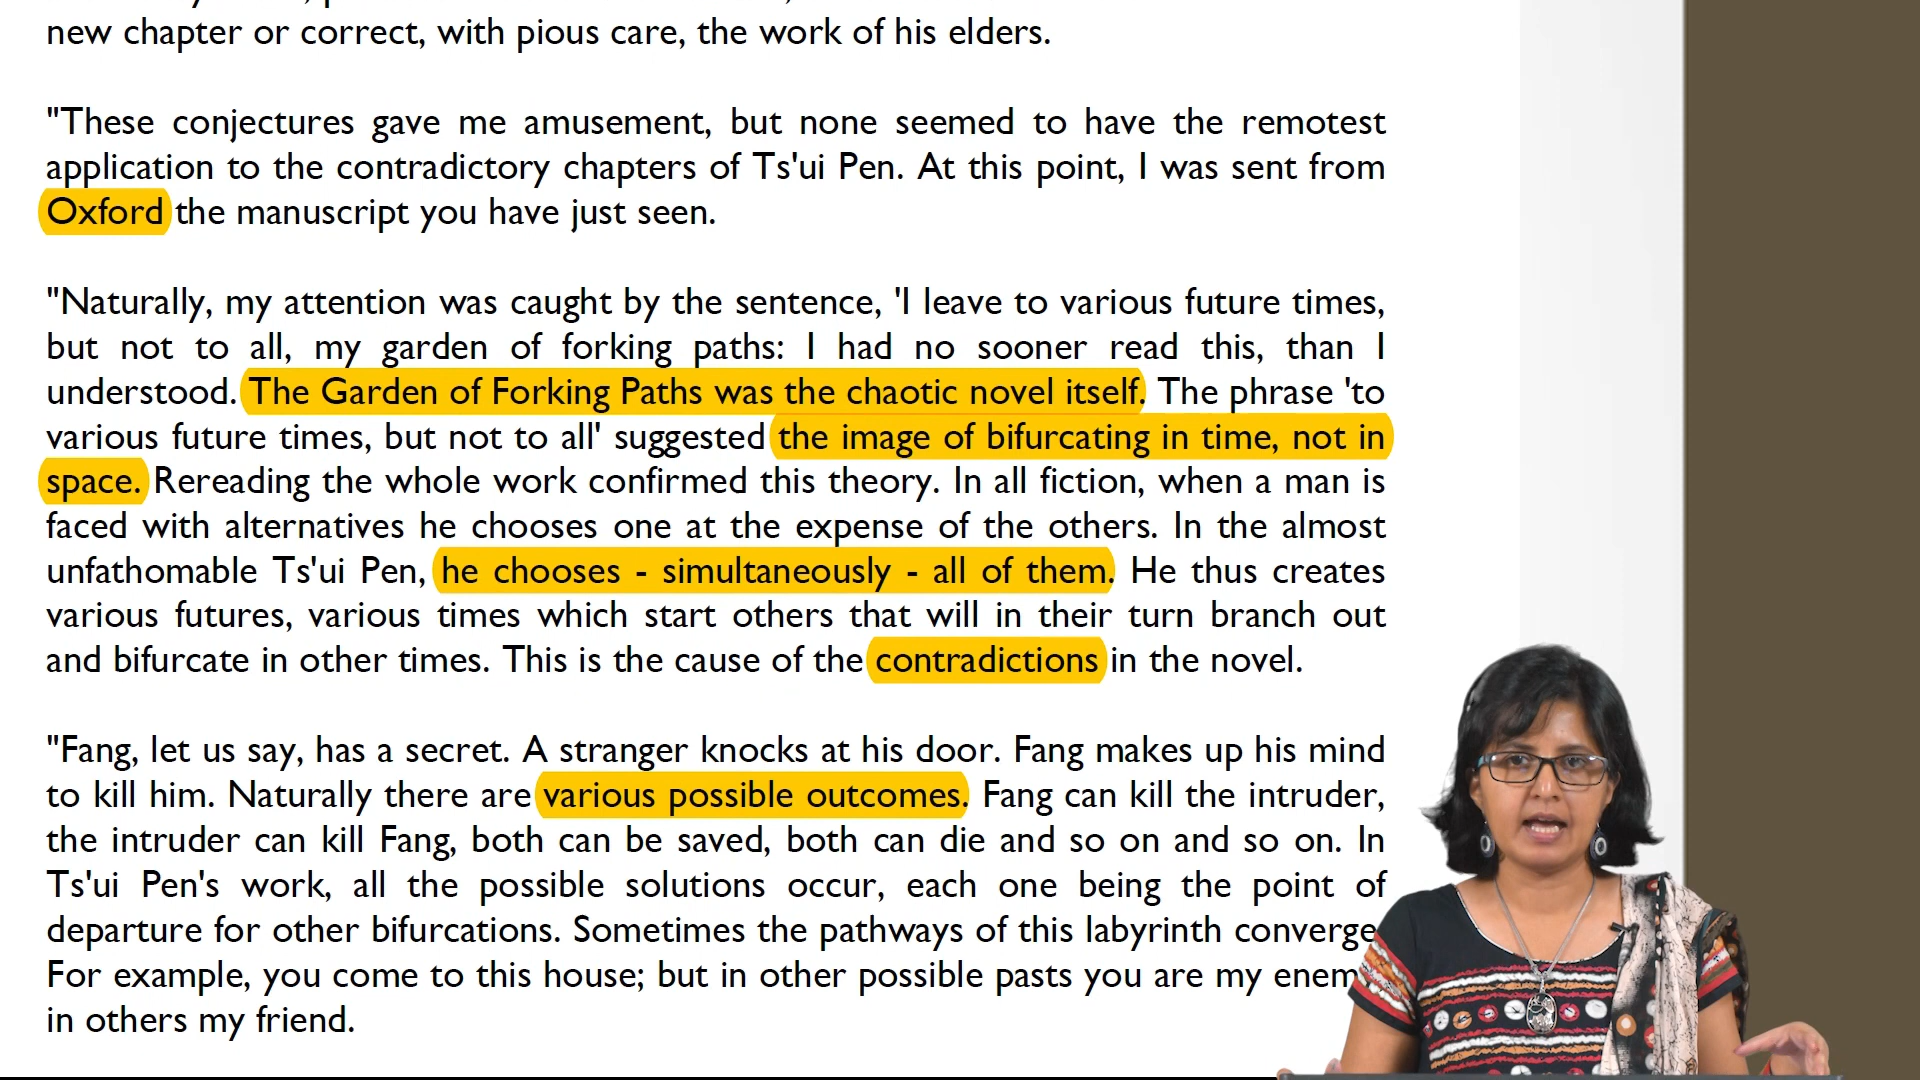 new chapter or correct, with pious care, the work of his elders.
"These conjectures gave me amusement, but none seemed to have the remotest
application to the contradictory chapters of Ts'ui Pen. At this point, I was sent from
Oxford the manuscript you have just seen.
"Naturally, my attention was caught by the sentence, 'I leave to various future times,
but not to all, my garden of forking paths: I had no sooner read this, than I
understood. The Garden of Forking Paths was the chaotic novel itself. The phrase 'to
various future times, but not to all' suggested the image of bifurcating in time, not in
space. Rereading the whole work confirmed this theory. In all fiction, when a man is
faced with alternatives he chooses one at the expense of the others. In the almost
unfathomable Ts'ui Pen, he chooses - simultaneously - all of them. He thus creates
various futures, various times which start others that will in their turn branch out
and bifurcate in other times. This is the cause of the contradictions in the novel.
"Fang, let us say, has a secret. A stranger knocks at his door. Fang makes up his mind
to kill him. Naturally there are various possible outcomes. Fang can kill the intruder,
the intruder can kill Fang, both can be saved, both can die and so on and so on. In
Ts'ui Pen's work, all the possible solutions occur, each one being the point of
departure for other bifurcations. Sometimes the pathways of this labyrinth converge
For example, you come to this house; but in other possible pasts you are my
in others my friend.